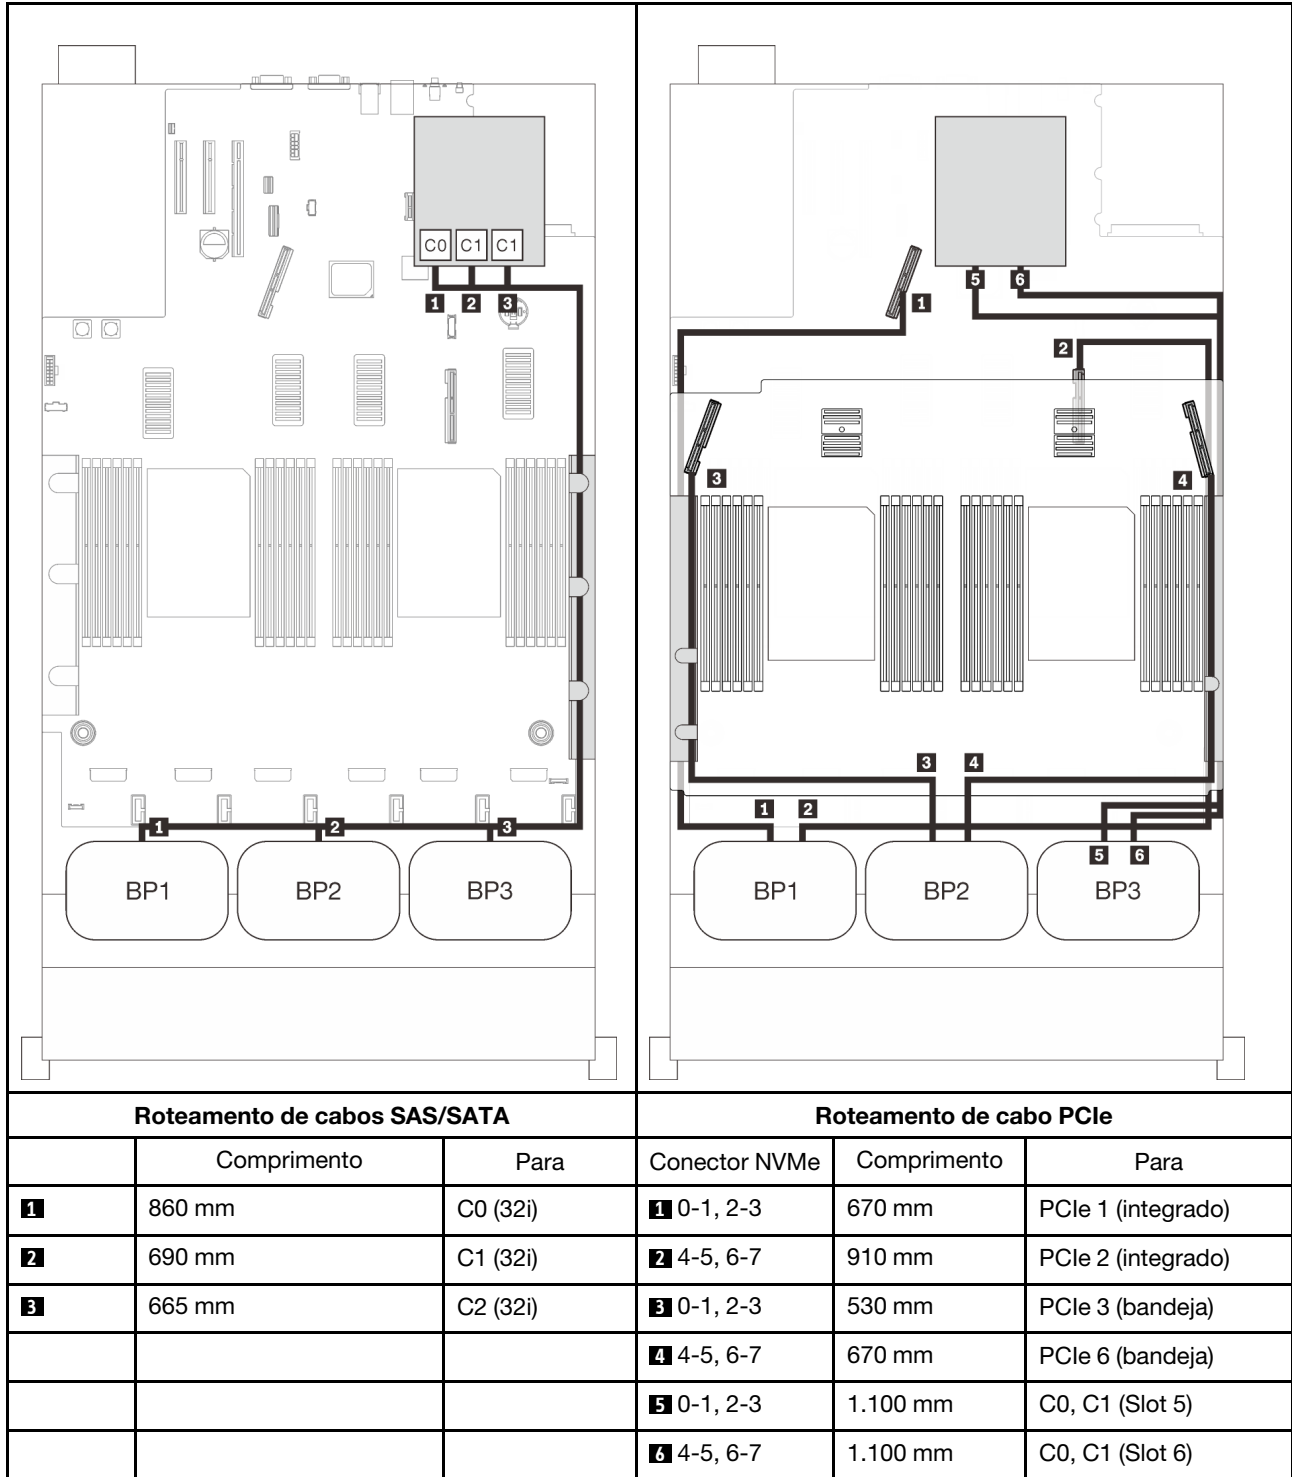 C0 C1 C1
1 2 3
1 2 3
BP1 BP2 BP3
5 6
1
2
3 4
3 4
1 2
5 6
BP1 BP2 BP3
Roteamento de cabos SAS/SATA
Roteamento de cabo PCIe
Comprimento Para Conector NVMe Comprimento Para
1 860 mm C0 (32i) 1 0-1, 2-3 670 mm PCIe 1 (integrado)
2 690 mm C1 (32i) 2 4-5, 6-7 910 mm PCIe 2 (integrado)
3 665 mm C2 (32i) 3 0-1, 2-3 530 mm PCIe 3 (bandeja)
4 4-5, 6-7 670 mm PCIe 6 (bandeja)
5 0-1, 2-3 1.100 mm C0, C1 (Slot 5)
6 4-5, 6-7 1.100 mm C0, C1 (Slot 6)